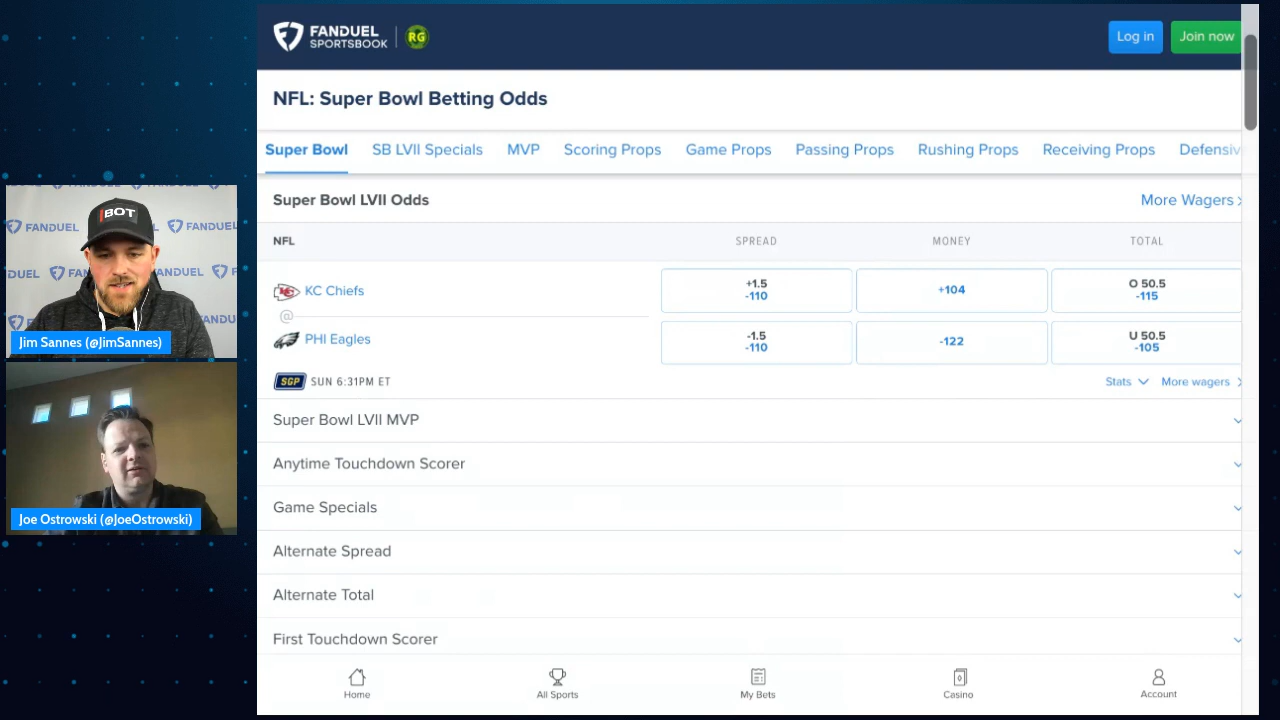 FANDUEL
SPORTSBOOK
RG
Log in
Join now
NFL: Super Bowl Betting Odds
Super Bowl SB LVII Specials MVP Scoring Props Game Props Passing Props Rushing Props Receiving Props Defensiv
Super Bowl LVII Odds More Wagers
NFL SPREAD MONEY TOTAL
KC Chiefs +1.5 -110 +104 O 50.5 -115
@
PHI Eagles -1.5 -110 -122 U 50.5 -105
SGP SUN 6:31PM ET Stats More wagers
Super Bowl LVII MVP
Anytime Touchdown Scorer
Game Specials
Alternate Spread
Alternate Total
First Touchdown Scorer
Home All Sports My Bets Casino Account
BOT
FANDUEL
FANDUEL
DUEL
ANDUEL
Jim Sannes (@JimSannes)
Joe Ostrowski (@JoeOstrowski)